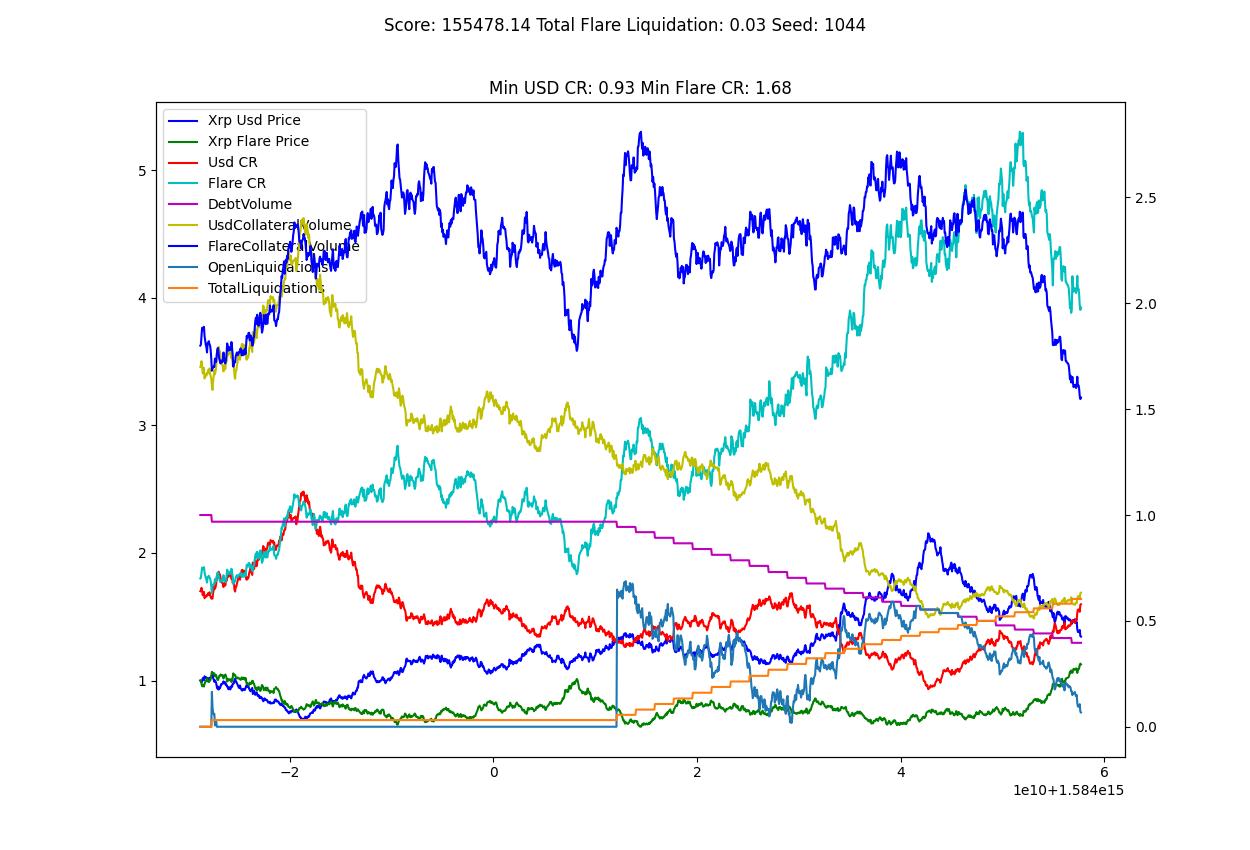 Score: 155478.14 Total Flare Liquidation: 0.03 Seed: 1044
Min USD CR: 0.93 Min Flare CR: 1.68
Xrp Usd Price
Xrp Flare Price
Usd CR
Flare CR
DebtVolume
UsdCollateralVolume
FlareCollateralVolume
OpenLiquidations
TotalLiquidations
5
4
3
2
1
2.5
2.0
1.5
1.0
0.5
0.0
−2
0
2
4
6
1e10+1.584e15